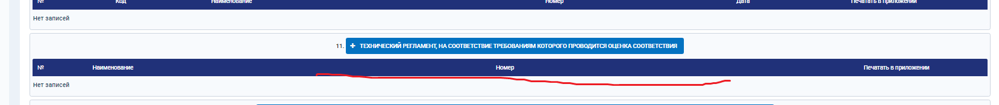 № Код Наименование Номер Дата Печатать в приложении
Нет записей
11. + ТЕХНИЧЕСКИЙ РЕГЛАМЕНТ, НА СООТВЕТСТВИЕ ТРЕБОВАНИЯМ КОТОРОГО ПРОВОДИТСЯ ОЦЕНКА СООТВЕТСТВИЯ
№ Наименование Номер Печатать в приложении
Нет записей